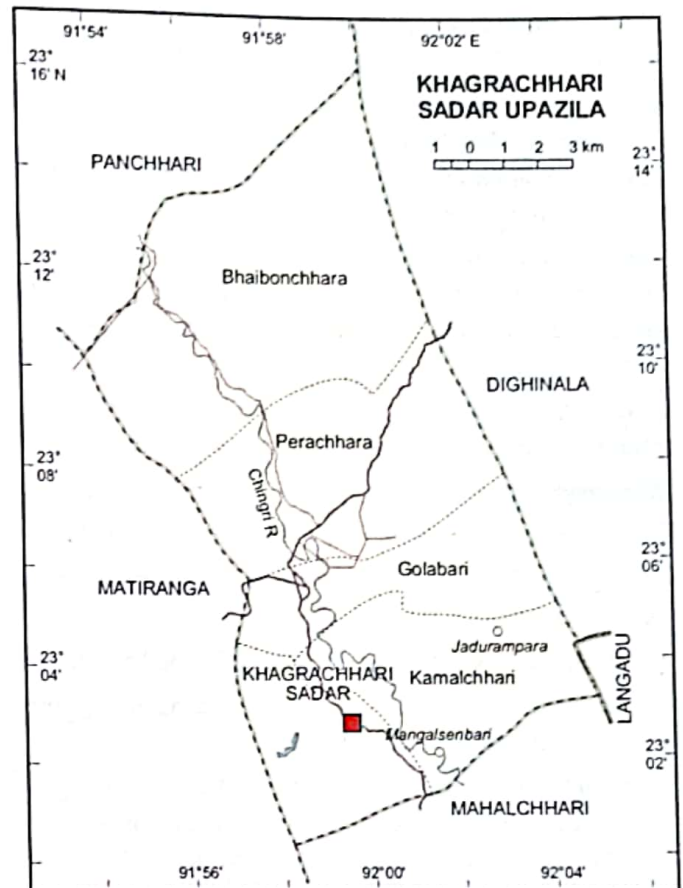 91°54'
91°58'
92°02' E
23°
16' N
KHAGRACHHARI
SADAR UPAZILA
1 0 1 2 3 km
PANCHHARI
23°
14'
23°
12'
Bhaibonchhara
23°
10'
DIGHINALA
Perachhara
23°
08'
Chingri R
23°
06'
Golabari
MATIRANGA
Jadurampara
LANGADU
23°
04'
KHAGRACHHARI
SADAR
Kamalchhari
Mangalsenbari
23°
02'
MAHALCHHARI
91°56'
92°00'
92°04'